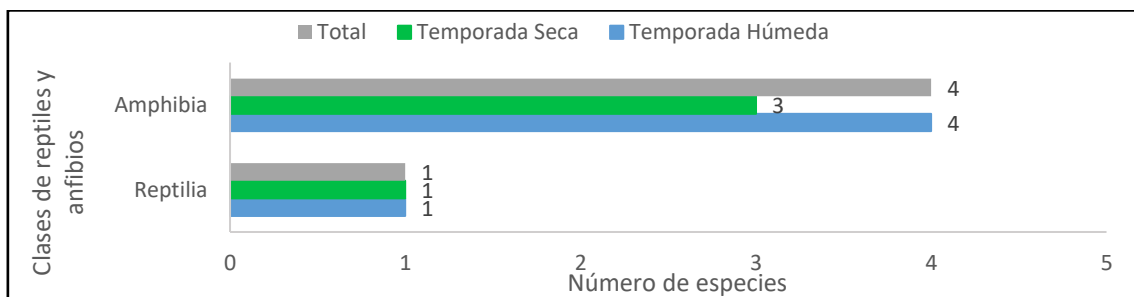 Total Temporada Seca Temporada Húmeda
Clases de reptiles y
anfibios
Amphibia
4
3
4
Reptilia
1
1
1
0 1 2 3 4 5
Número de especies